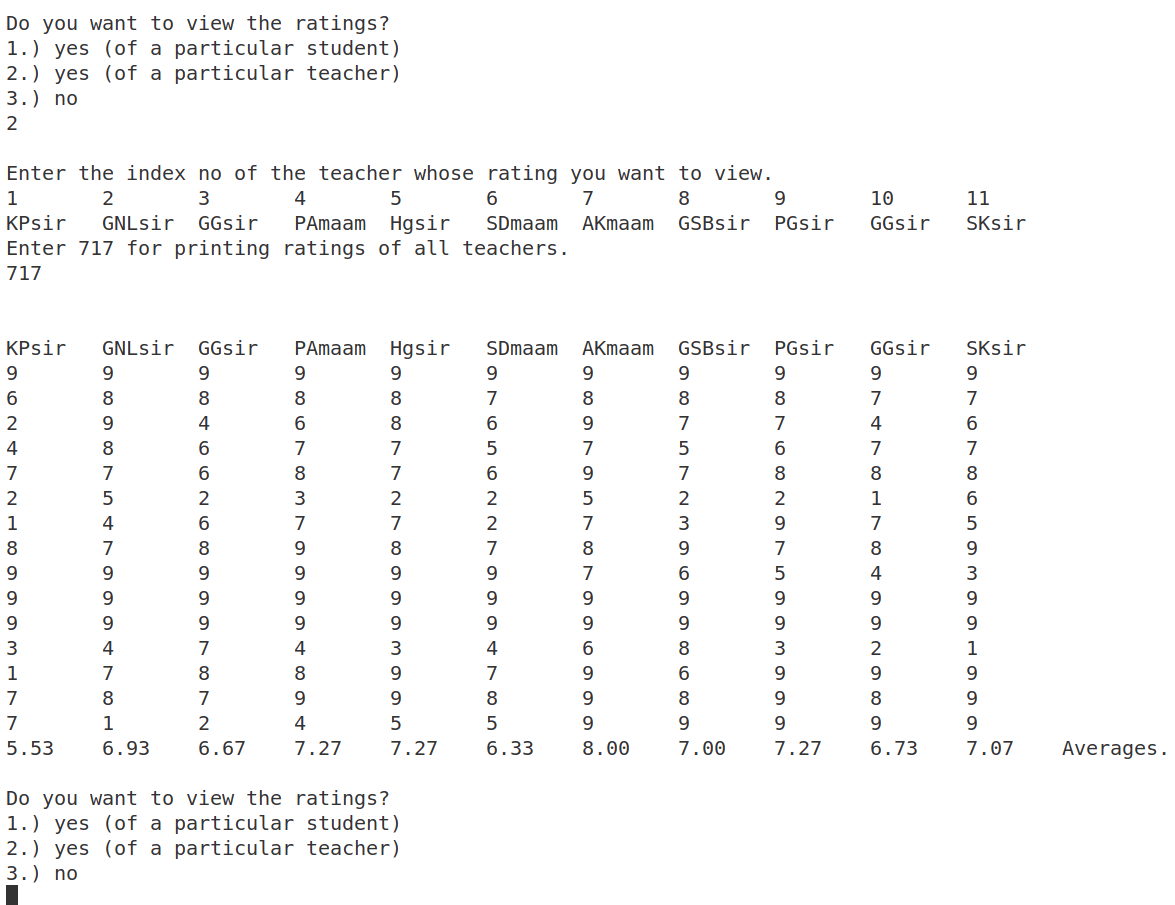 Do you want to view the ratings?
1.) yes (of a particular student)
2.) yes (of a particular teacher)
3.) no
2
Enter the index no of the teacher whose rating you want to view.
1 2 3 4 5 6 7 8 9 10 11
KPsir GNLsir GGsir PAmaam Hgsir SDmaam AKmaam GSBsir PGsir GGsir SKsir
Enter 717 for printing ratings of all teachers.
717
KPsir GNLsir GGsir PAmaam Hgsir SDmaam AKmaam GSBsir PGsir GGsir SKsir
9 9 9 9 9 9 9 9 9 9 9
6 8 8 8 8 7 8 8 8 7 7
2 9 4 6 8 6 9 7 7 4 6
4 8 6 7 7 5 7 5 6 7 7
7 7 6 8 7 6 9 7 8 8 8
2 5 2 3 2 2 5 2 2 1 6
1 4 6 7 7 2 7 3 9 7 5
8 7 8 9 8 7 8 9 7 8 9
9 9 9 9 9 9 7 6 5 4 3
9 9 9 9 9 9 9 9 9 9 9
9 9 9 9 9 9 9 9 9 9 9
3 4 7 4 3 4 6 8 3 2 1
1 7 8 8 9 7 9 6 9 9 9
7 8 7 9 9 8 9 8 9 8 9
7 1 2 4 5 5 9 9 9 9 9
5.53 6.93 6.67 7.27 7.27 6.33 8.00 7.00 7.27 6.73 7.07 Averages.
Do you want to view the ratings?
1.) yes (of a particular student)
2.) yes (of a particular teacher)
3.) no